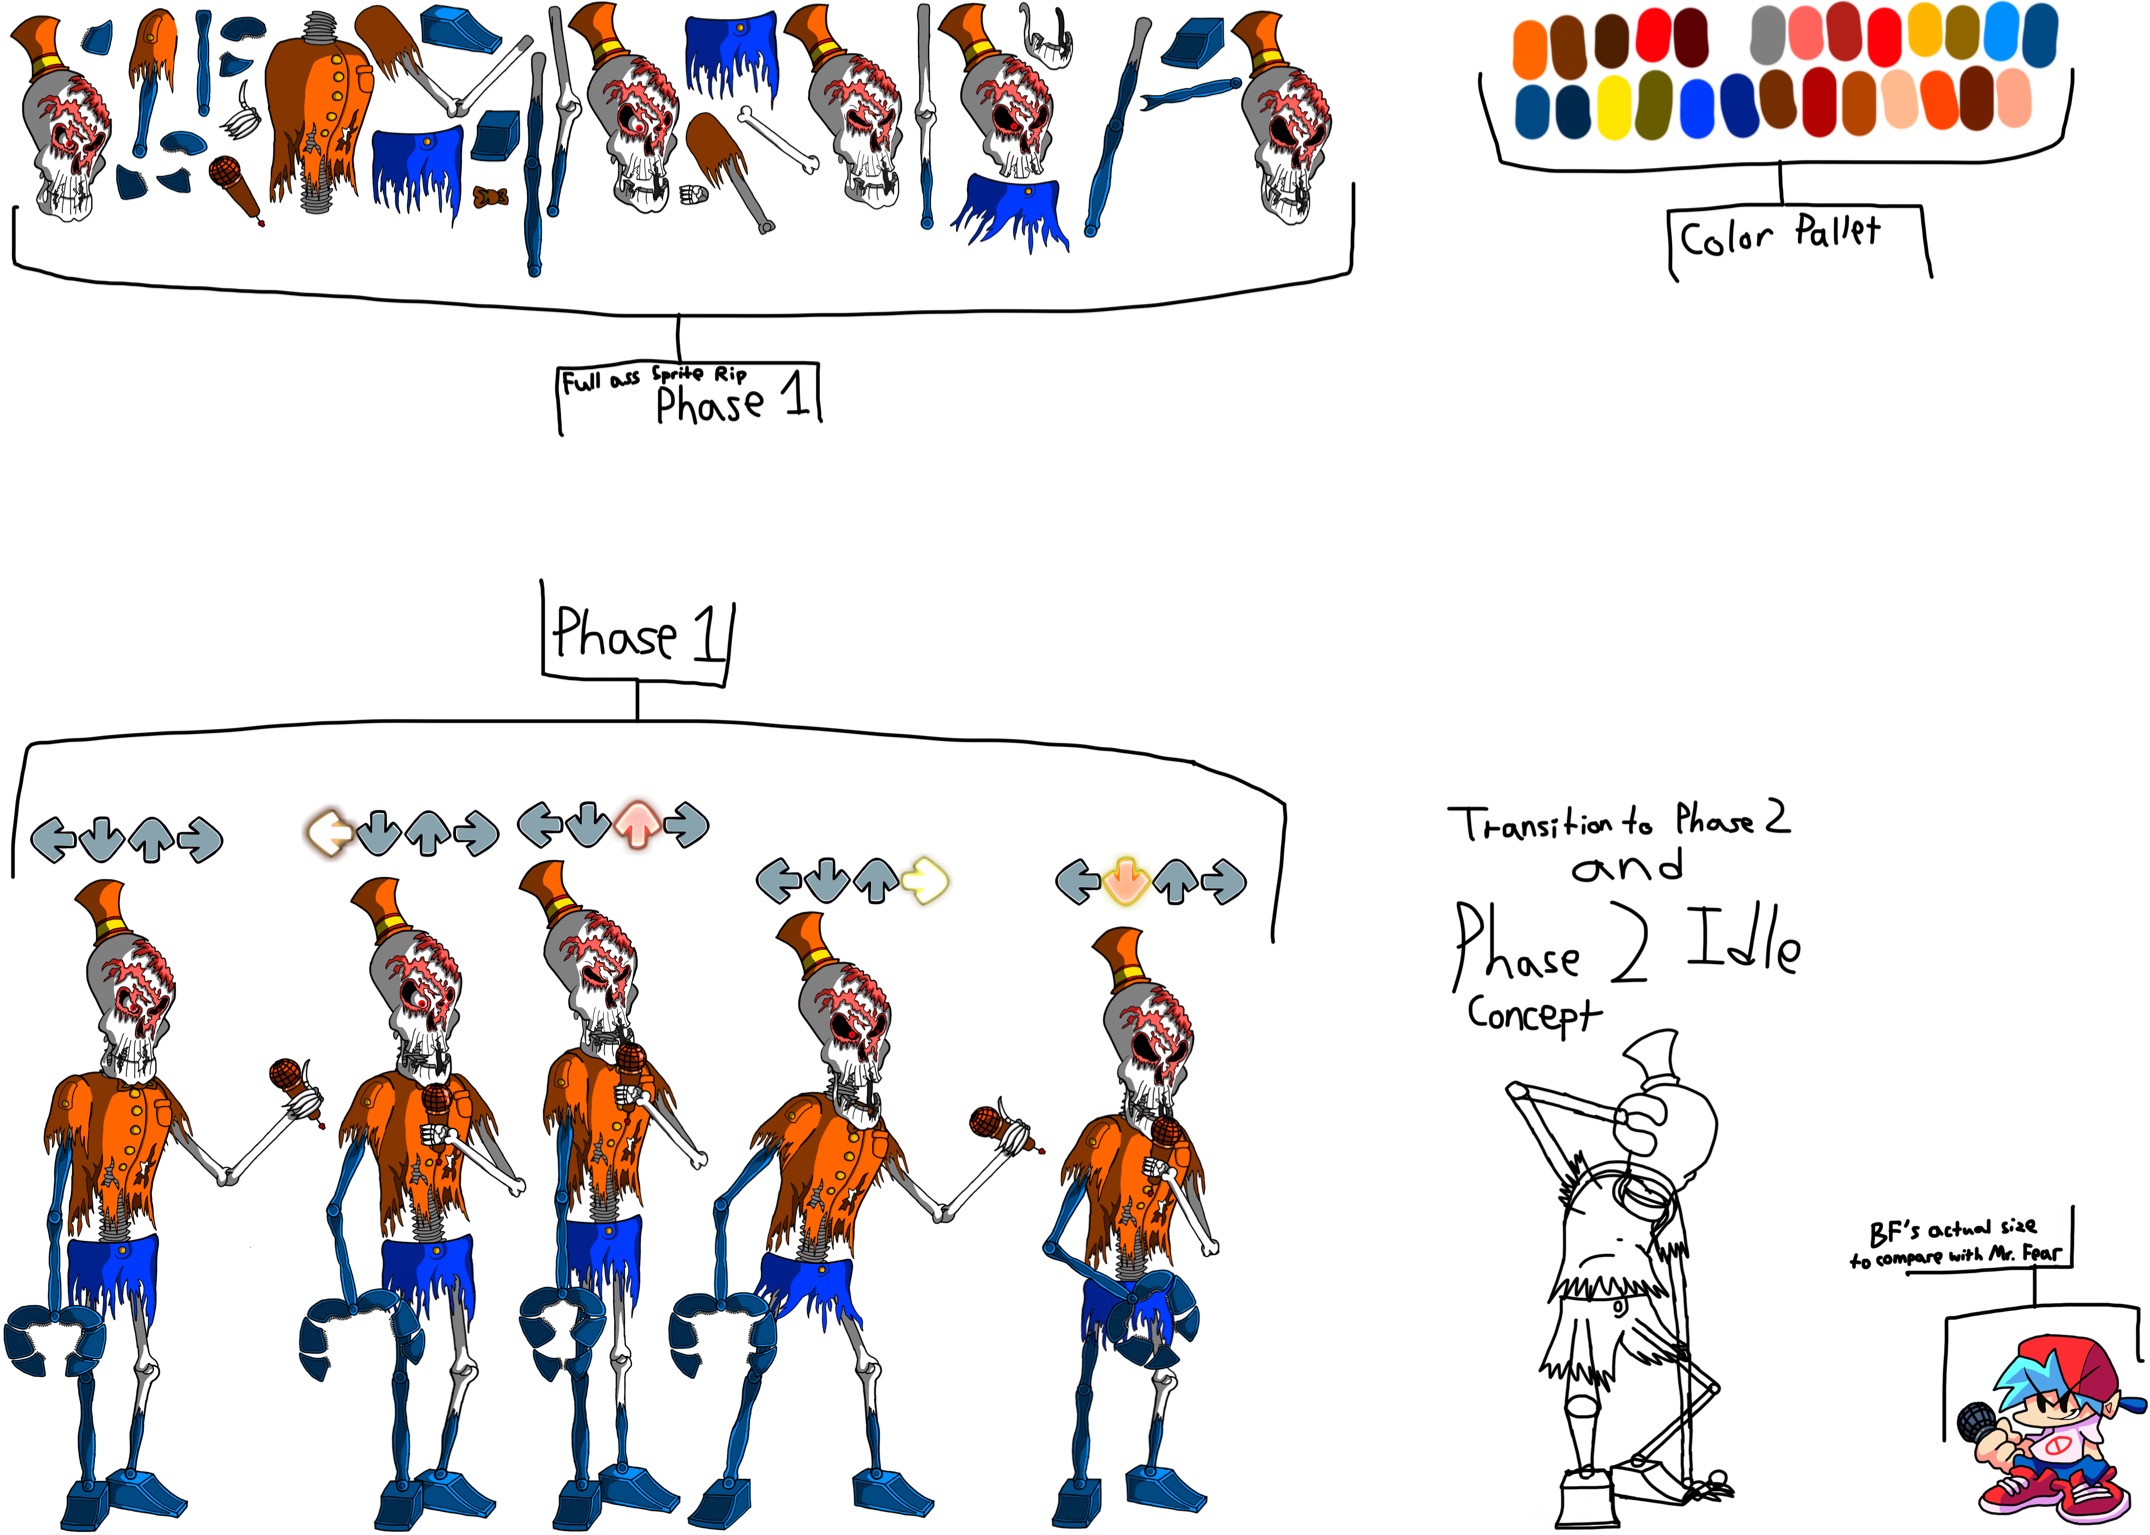 Full ass Sprite Rip
Phase 1
Color Pallet
Phase 1
Transition to Phase 2
and
Phase 2 Idle
Concept
BF's actual size
to compare with Mr. Fear